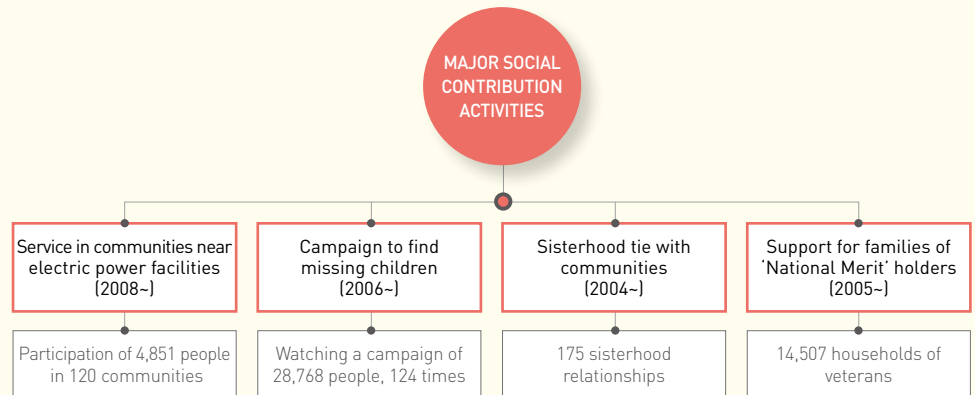 MAJOR SOCIAL
CONTRIBUTION
ACTIVITIES
Service in communities near
electric power facilities
(2008~)
Campaign to find
missing children
(2006~)
Sisterhood tie with
communities
(2004~)
Support for families of
‘National Merit’ holders
(2005~)
Participation of 4,851 people
in 120 communities
Watching a campaign of
28,768 people, 124 times
175 sisterhood
relationships
14,507 households of
veterans